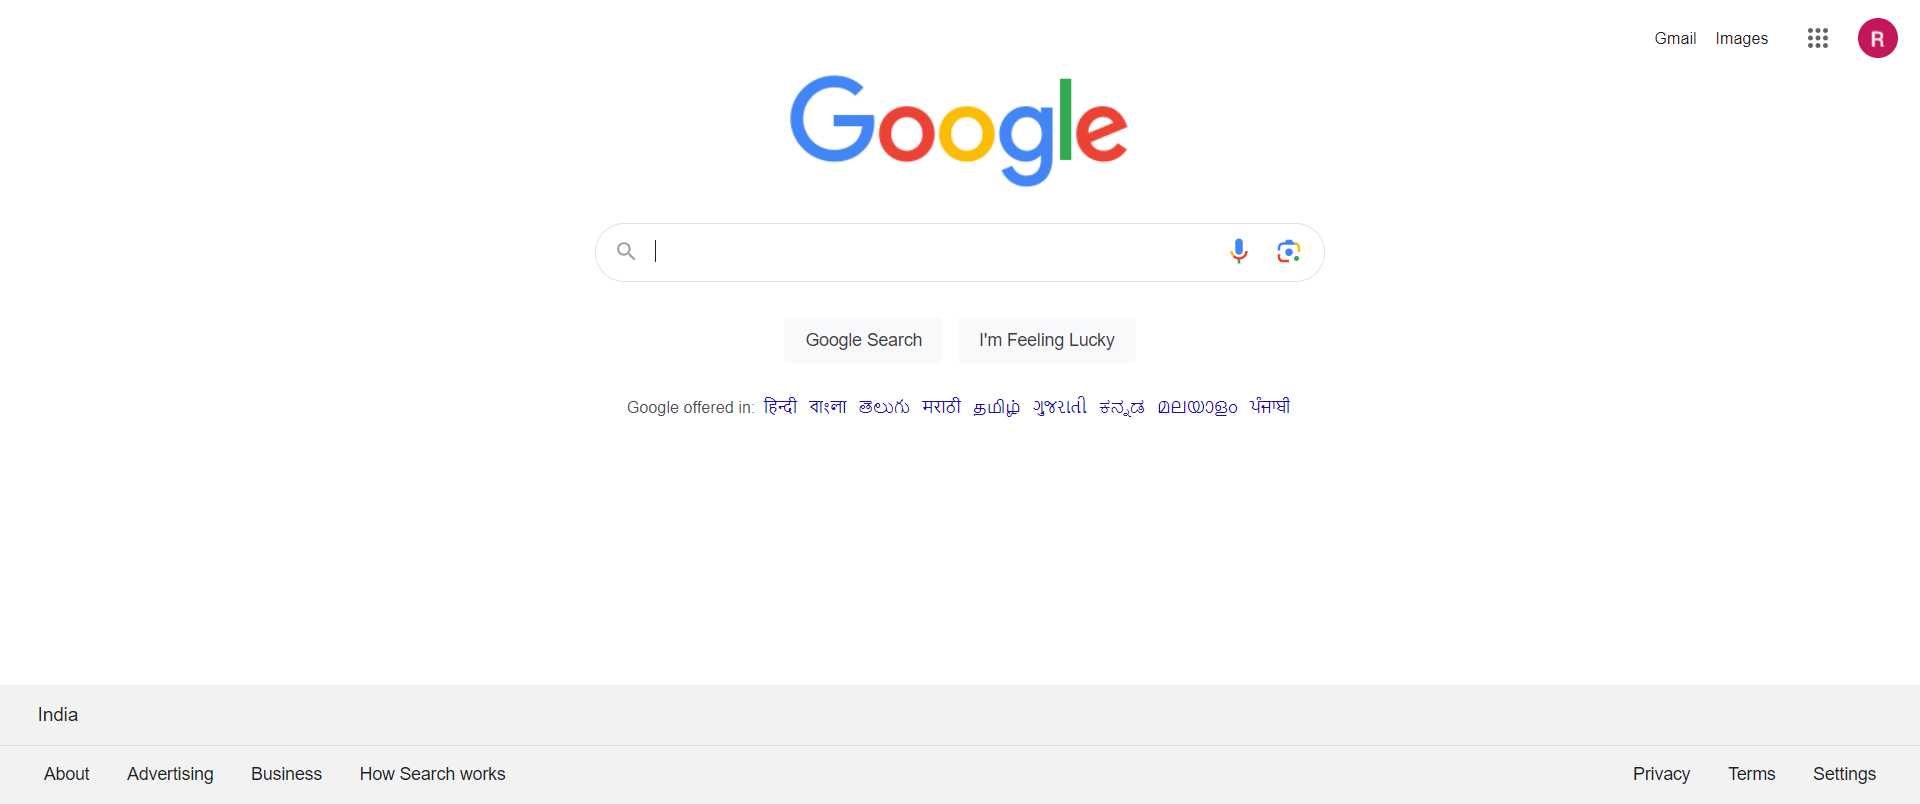 Gmail Images R
Google
Google Search I'm Feeling Lucky
Google offered in: हिन्दी বাংলা తెలుగు मराठी தமிழ் ગુજરાતી ಕನ್ನಡ മലയാളം ਪੰਜਾਬੀ
India
About Advertising Business How Search works Privacy Terms Settings